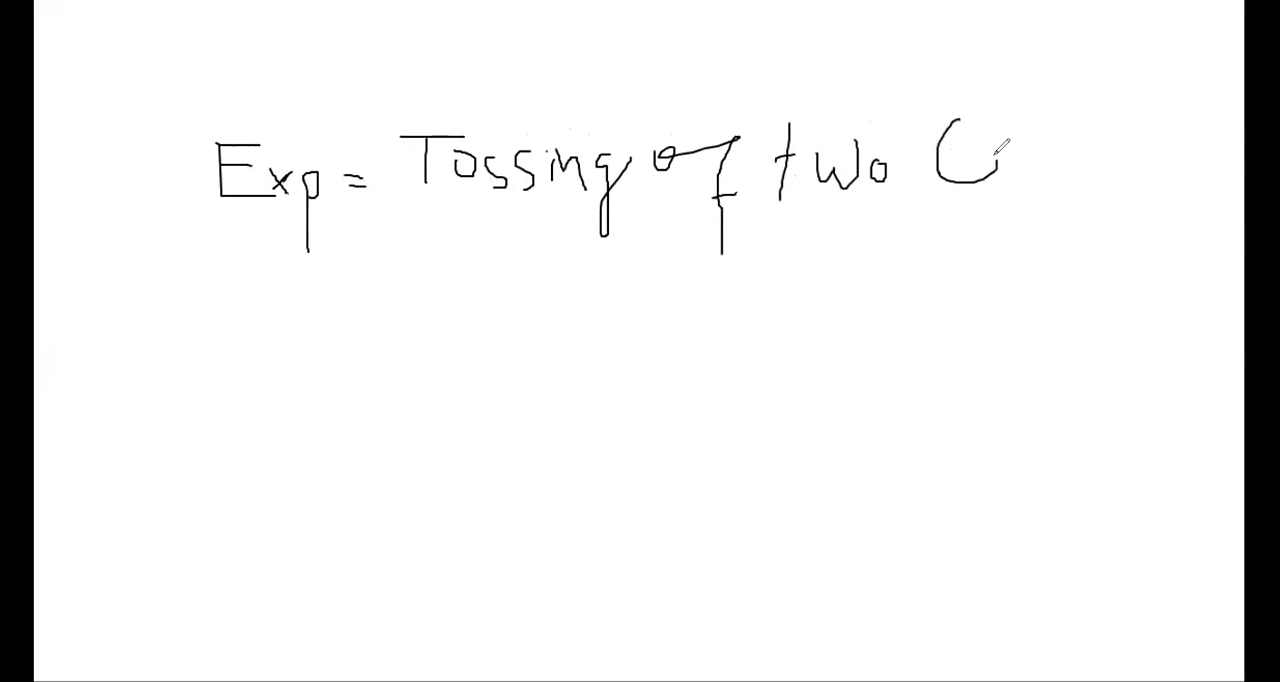 Exp = Tossing of two C